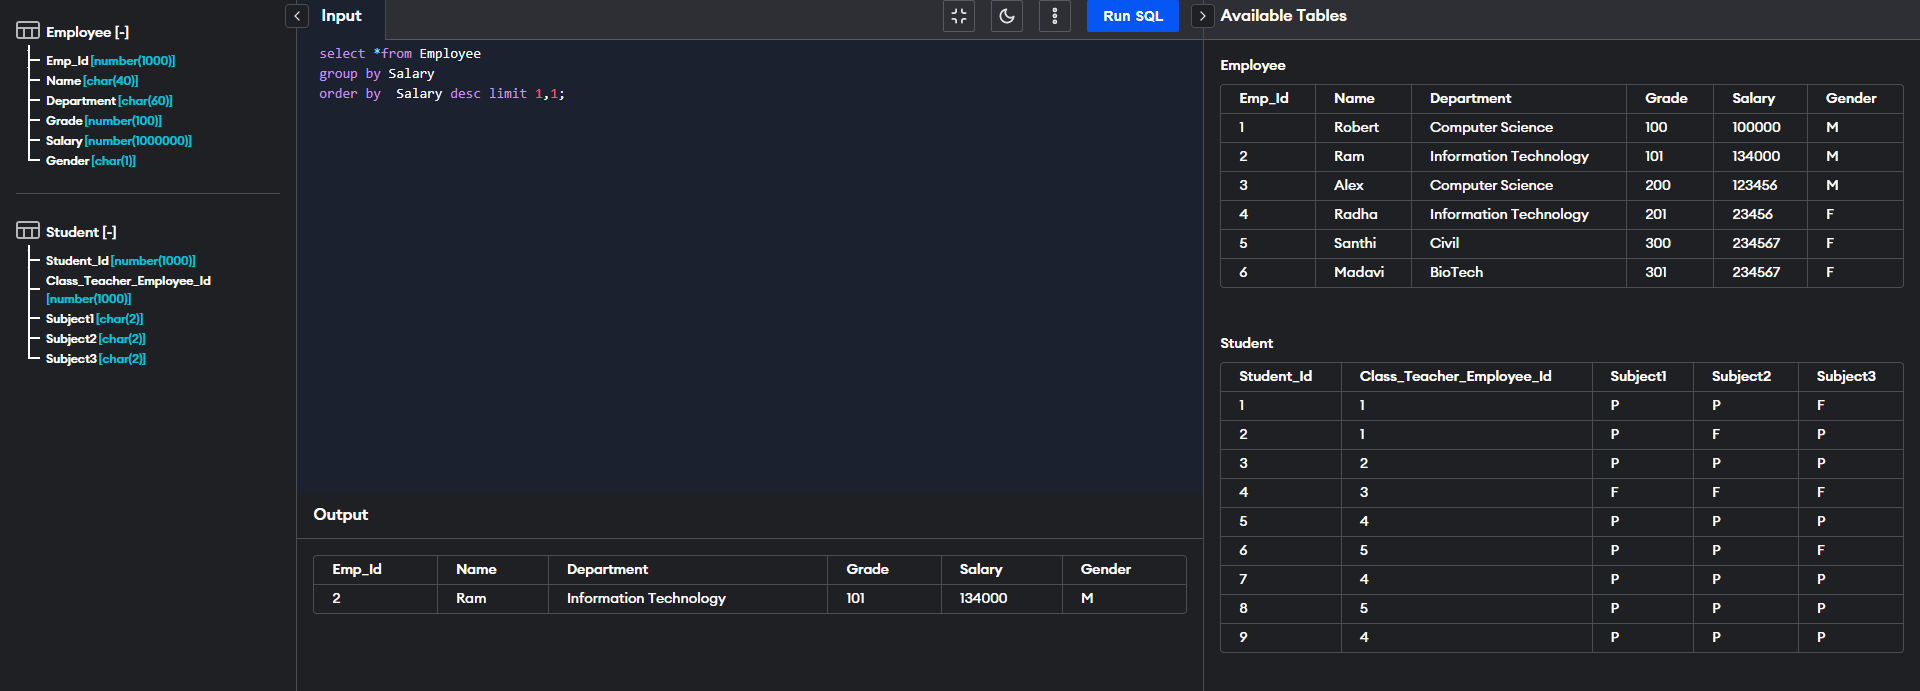 Employee [-]
Emp_Id [number(1000)]
Name [char(40)]
Department [char(60)]
Grade [number(100)]
Salary [number(1000000)]
Gender [char(1)]
Student [-]
Student_Id [number(1000)]
Class_Teacher_Employee_Id
[number(1000)]
Subject1 [char(2)]
Subject2 [char(2)]
Subject3 [char(2)]
Input
Run SQL
select *from Employee
group by Salary
order by  Salary desc limit 1,1;
Output
Emp_Id Name Department Grade Salary Gender
2 Ram Information Technology 101 134000 M
Available Tables
Employee
Emp_Id Name Department Grade Salary Gender
1 Robert Computer Science 100 100000 M
2 Ram Information Technology 101 134000 M
3 Alex Computer Science 200 123456 M
4 Radha Information Technology 201 23456 F
5 Santhi Civil 300 234567 F
6 Madavi BioTech 301 234567 F
Student
Student_Id Class_Teacher_Employee_Id Subject1 Subject2 Subject3
1 1 P P F
2 1 P F P
3 2 P P P
4 3 F F F
5 4 P P P
6 5 P P F
7 4 P P P
8 5 P P P
9 4 P P P